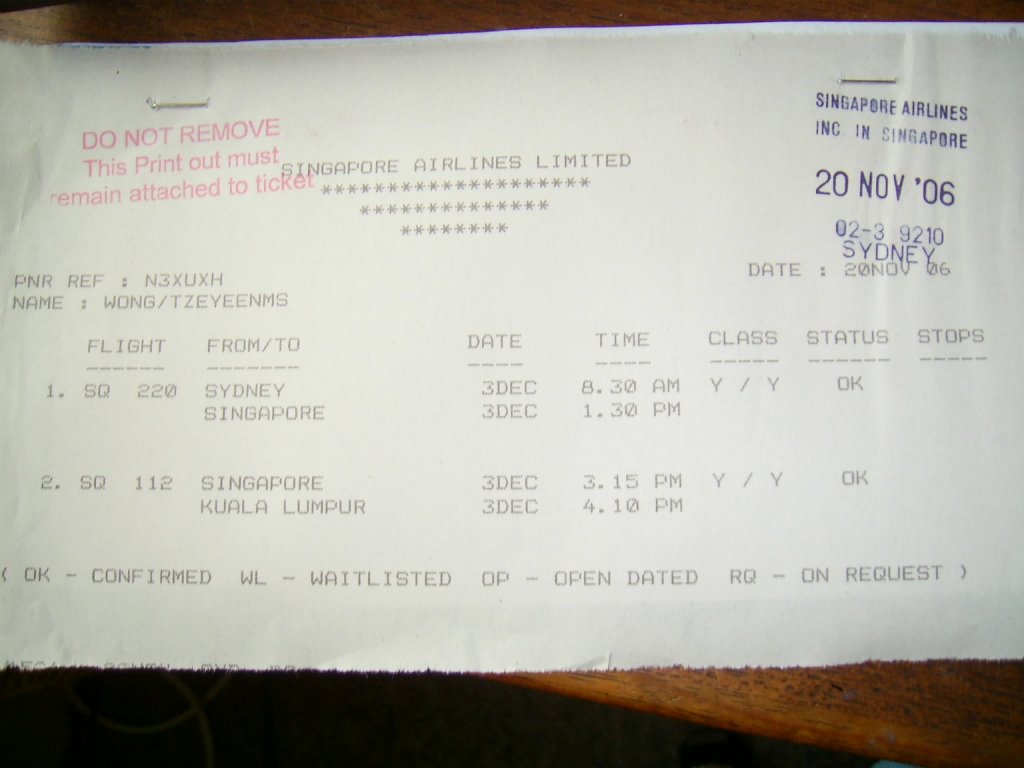 DO NOT REMOVE
This Print out must
remain attached to ticket
SINGAPORE AIRLINES
INC IN SINGAPORE
20 NOV '06
02-3 9210
SYDNEY
SINGAPORE AIRLINES LIMITED
*********************
***************
********
PNR REF : N3XUXH
DATE : 20NOV 06
NAME : WONG/TZEYEENMS
FLIGHT FROM/TO DATE TIME CLASS STATUS STOPS
------ ------- ---- ---- ----- ------ -----
1. SQ 220 SYDNEY 3DEC 8.30 AM Y / Y OK
SINGAPORE 3DEC 1.30 PM
2. SQ 112 SINGAPORE 3DEC 3.15 PM Y / Y OK
KUALA LUMPUR 3DEC 4.10 PM
( OK - CONFIRMED WL - WAITLISTED OP - OPEN DATED RQ - ON REQUEST )